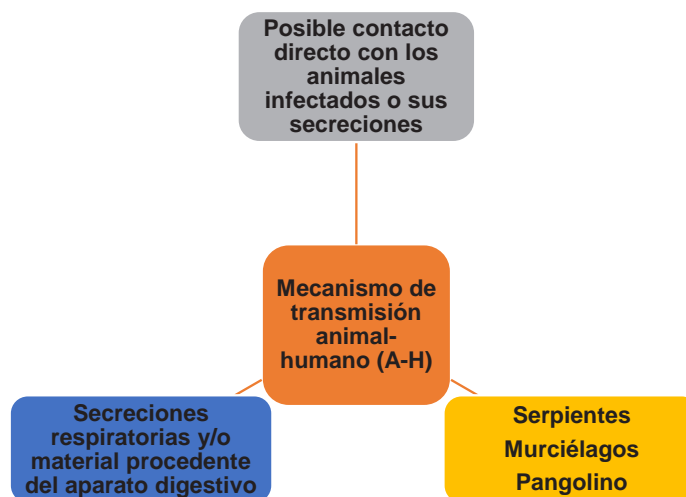 Posible contacto
directo con los
animales
infectados o sus
secreciones
Mecanismo de
transmisión
animal-
humano (A-H)
Secreciones
respiratorias y/o
material procedente
del aparato digestivo
Serpientes
Murciélagos
Pangolino